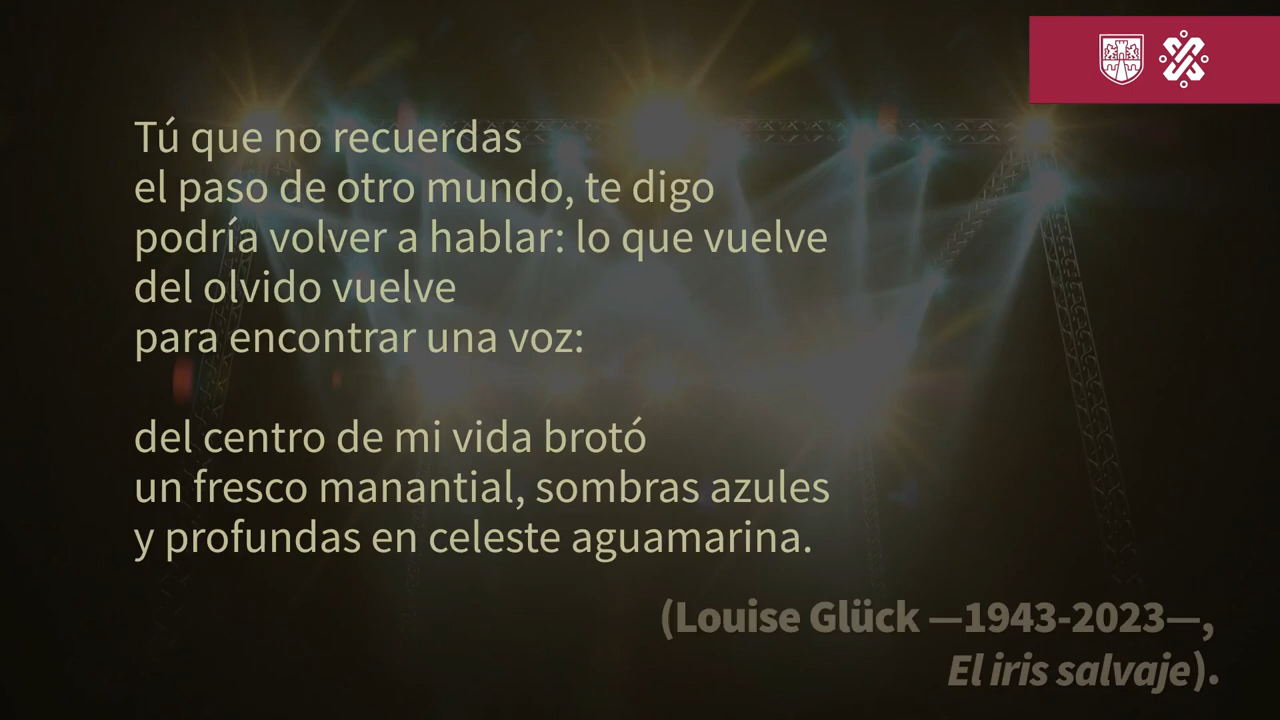 Tú que no recuerdas
el paso de otro mundo, te digo
podría volver a hablar: lo que vuelve
del olvido vuelve
para encontrar una voz:
del centro de mi vida brotó
un fresco manantial, sombras azules
y profundas en celeste aguamarina.
(Louise Glück —1943-2023—,
El iris salvaje).